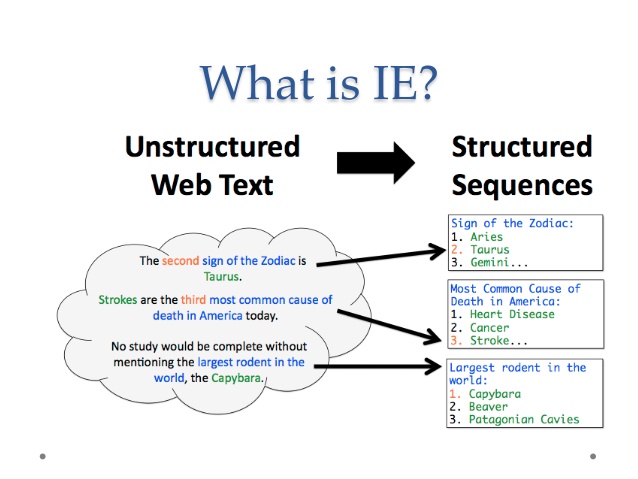 What is IE?
Unstructured
Web Text
Structured
Sequences
The second sign of the Zodiac is
Taurus.
Strokes are the third most common cause of
death in America today.
No study would be complete without
mentioning the largest rodent in the
world, the Capybara.
Sign of the Zodiac:
1. Aries
2. Taurus
3. Gemini...
Most Common Cause of
Death in America:
1. Heart Disease
2. Cancer
3. Stroke...
Largest rodent in the
world:
1. Capybara
2. Beaver
3. Patagonian Cavies